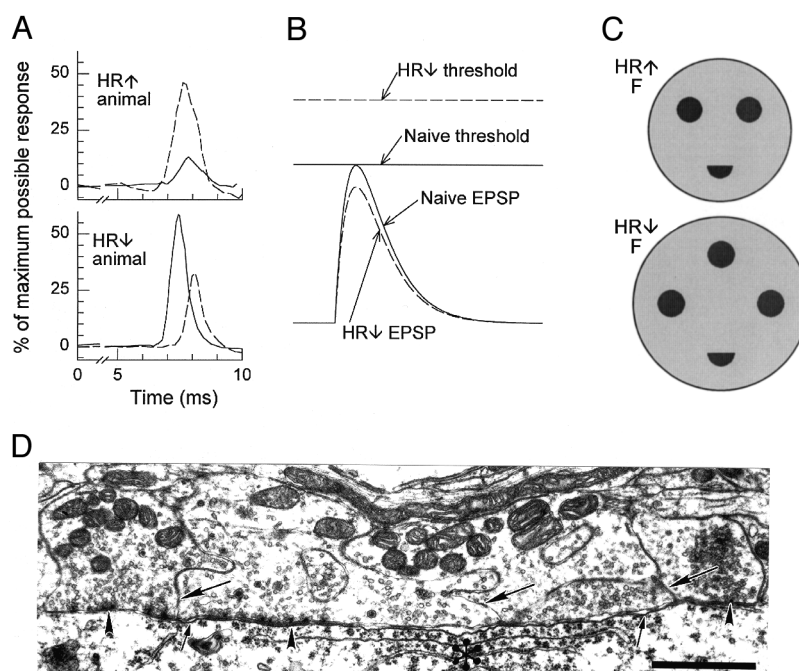 A
% of maximum possible response
50
HR↑
animal
25
0
50
HR↓
animal
25
0
0
5
10
Time (ms)
B
HR↓ threshold
Naive threshold
Naive EPSP
HR↓ EPSP
C
HR↑
F
HR↓
F
D